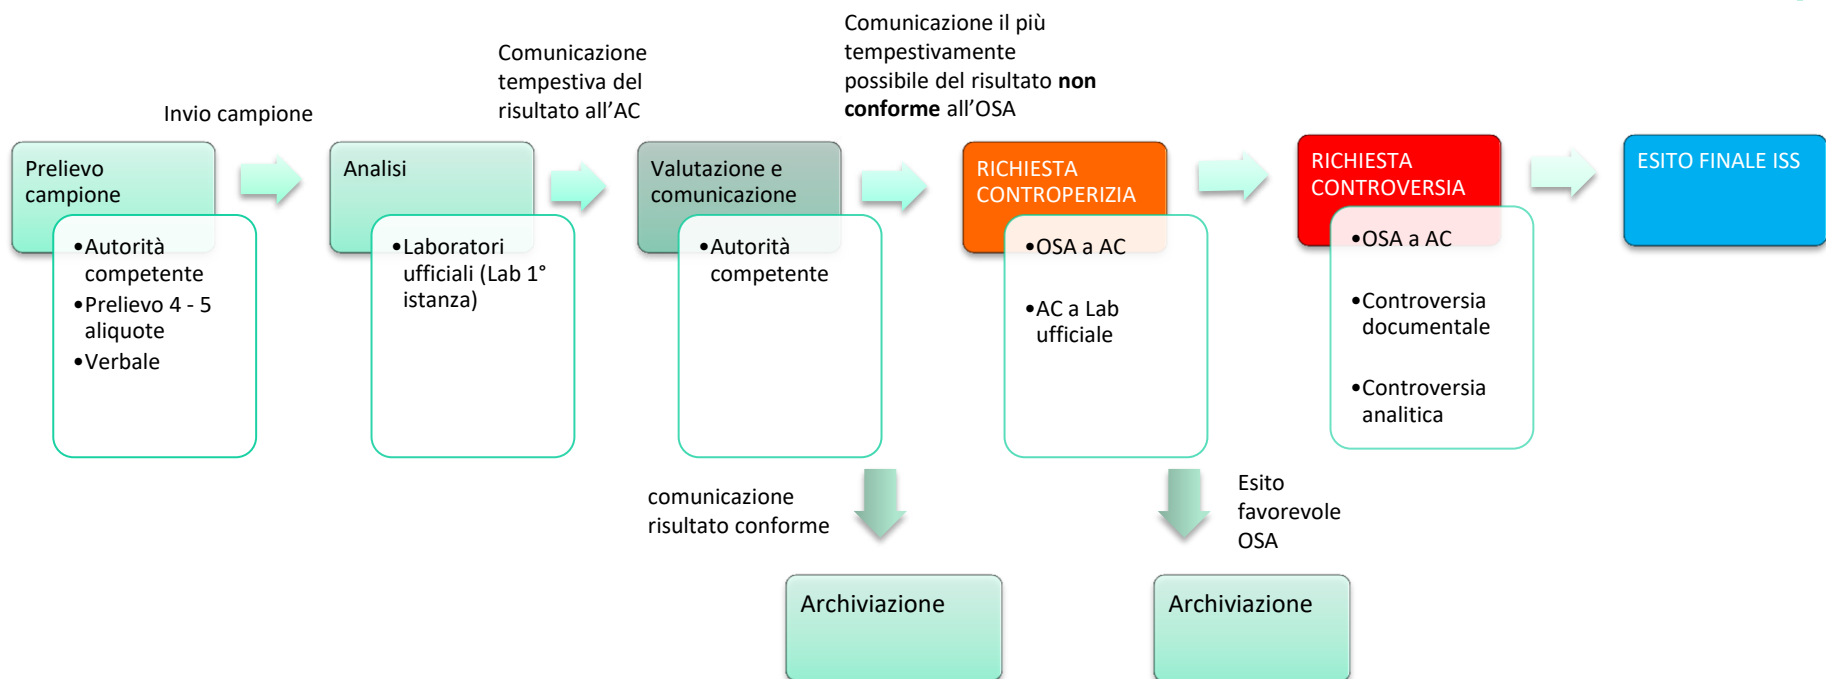 Invio campione
Comunicazione
tempestiva del
risultato all’AC
Comunicazione il più
tempestivamente
possibile del risultato non
conforme all’OSA
Prelievo
campione
•Autorità
competente
•Prelievo 4 - 5
aliquote
•Verbale
Analisi
•Laboratori
ufficiali (Lab 1°
istanza)
Valutazione e
comunicazione
•Autorità
competente
RICHIESTA
CONTROPERIZIA
•OSA a AC
•AC a Lab
ufficiale
RICHIESTA
CONTROVERSIA
•OSA a AC
•Controversia
documentale
•Controversia
analitica
ESITO FINALE ISS
comunicazione
risultato conforme
Esito
favorevole
OSA
Archiviazione
Archiviazione